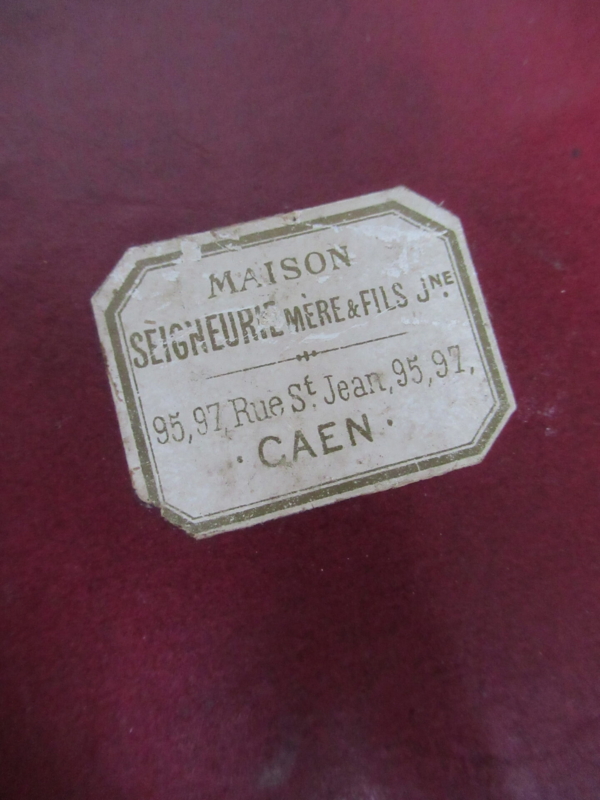 MAISON
SEIGNEURIE MÈRE & FILS JNE
95,97, Rue St. Jean, 95,97,
· CAEN ·